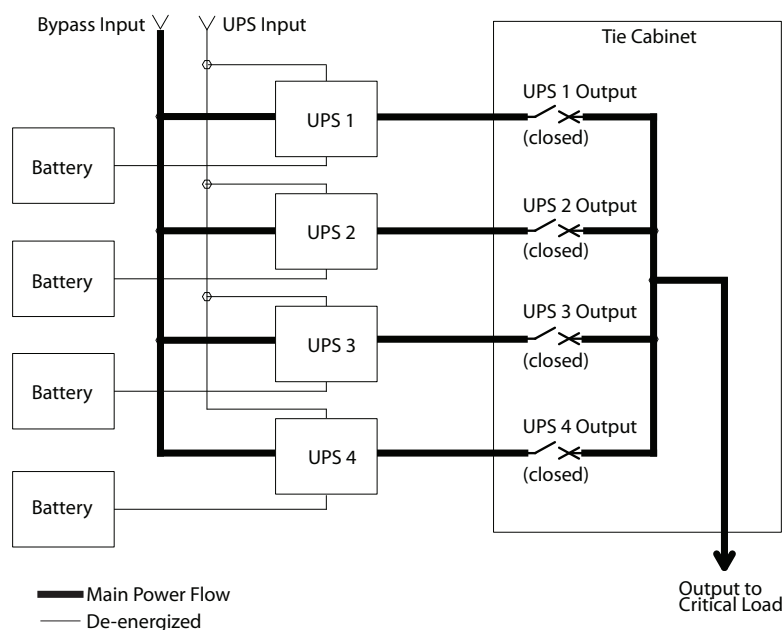 Bypass Input
UPS Input
Tie Cabinet
UPS 1
UPS 1 Output
(closed)
Battery
UPS 2
UPS 2 Output
(closed)
Battery
UPS 3
UPS 3 Output
(closed)
Battery
UPS 4
UPS 4 Output
(closed)
Battery
Main Power Flow
De-energized
Output to
Critical Load